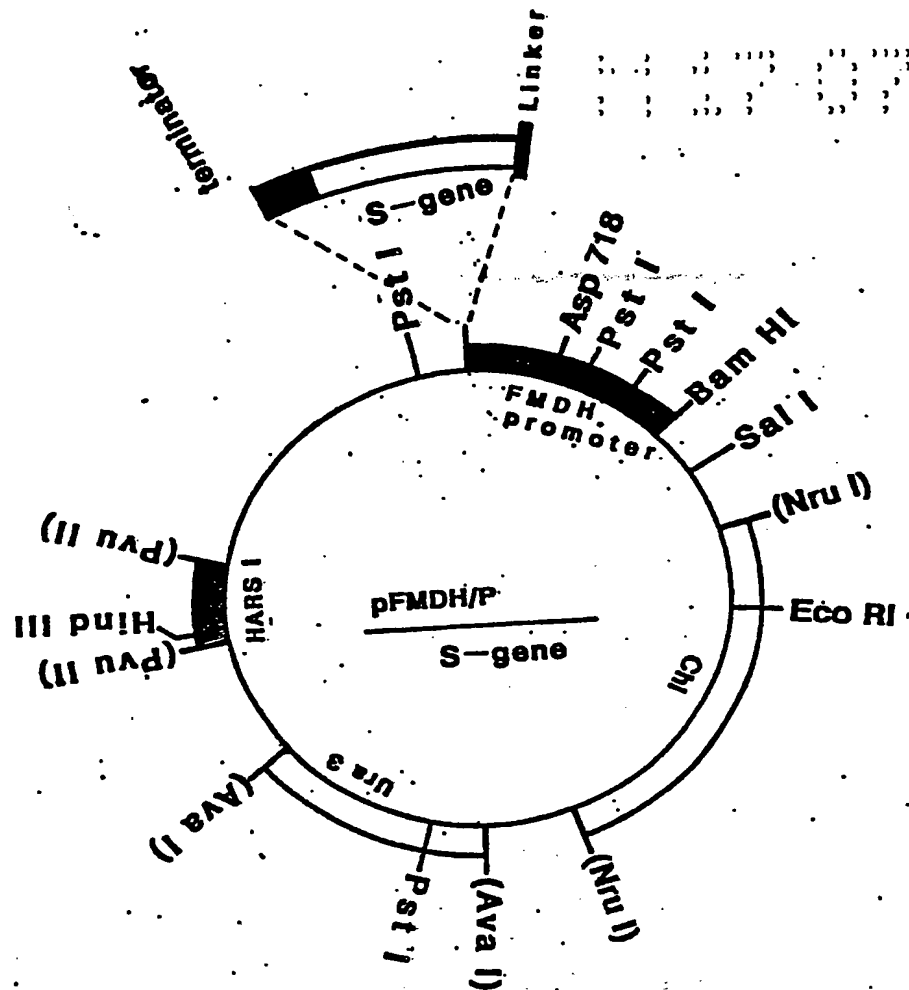 terminator
Linker
S-gene
Pst I
Asp 718
Pst I
Pst I
Bam HI
Sal I
(Nru I)
Eco RI
FMDH
promoter
Chl
(Nru I)
(Ava I)
Pst I
(Ava I)
Ura 3
(Pvu II)
Hind III
(Pvu II)
HARS I
pFMDH/P
S-gene